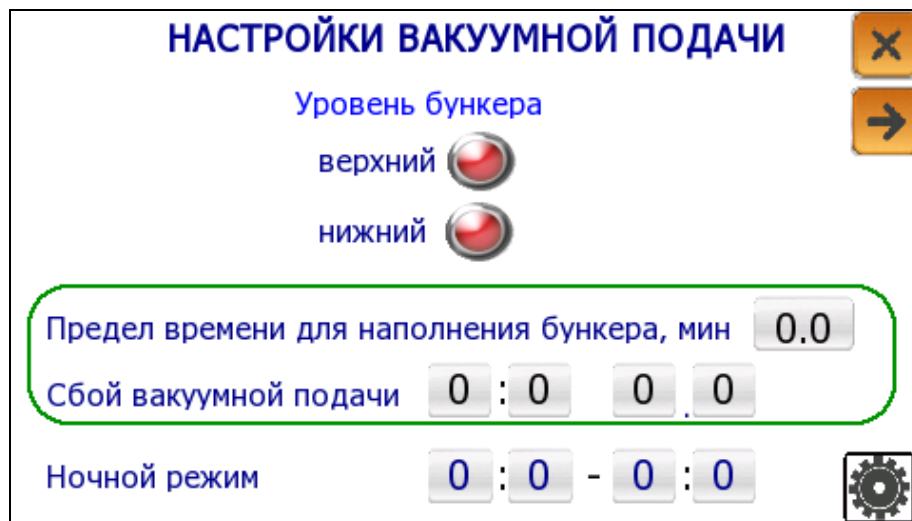 НАСТРОЙКИ ВАКУУМНОЙ ПОДАЧИ
Уровень бункера
верхний
нижний
Предел времени для наполнения бункера, мин 0.0
Сбой вакуумной подачи 0 : 0 0 . 0
Ночной режим 0 : 0 - 0 : 0